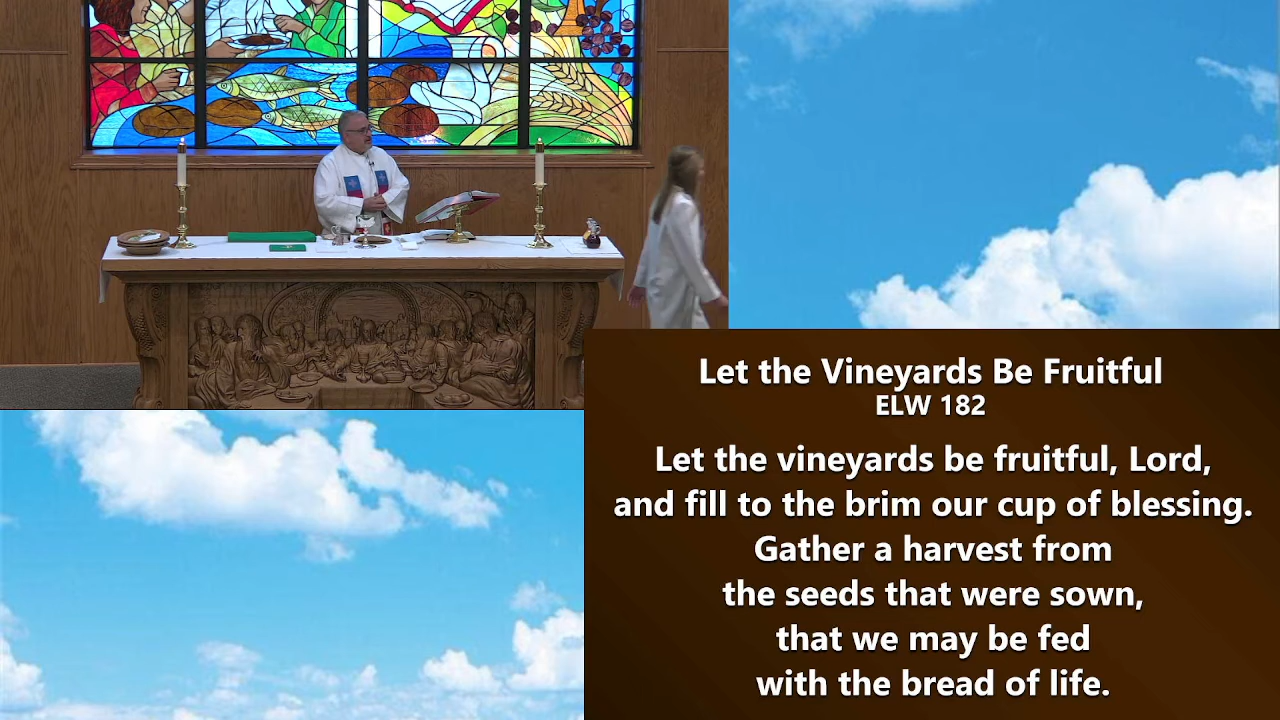 Let the Vineyards Be Fruitful
ELW 182
Let the vineyards be fruitful, Lord,
and fill to the brim our cup of blessing.
Gather a harvest from
the seeds that were sown,
that we may be fed
with the bread of life.